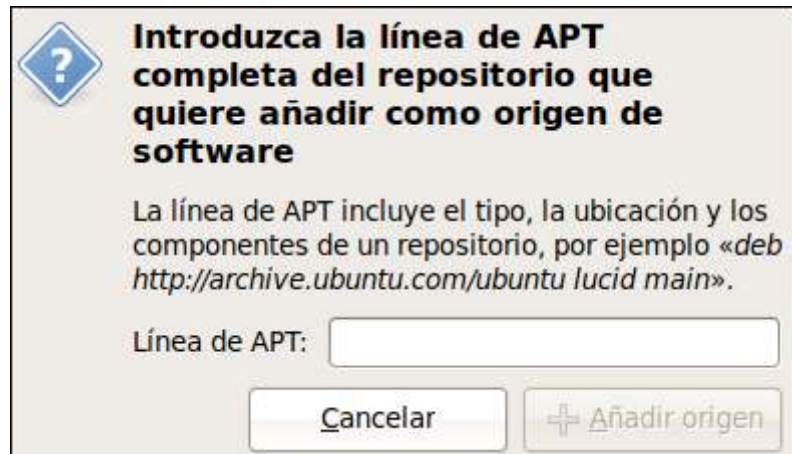 Introduzca la línea de APT
completa del repositorio que
quiere añadir como origen de
software
La línea de APT incluye el tipo, la ubicación y los
componentes de un repositorio, por ejemplo «deb
http://archive.ubuntu.com/ubuntu lucid main».
Línea de APT:
Cancelar
Añadir origen